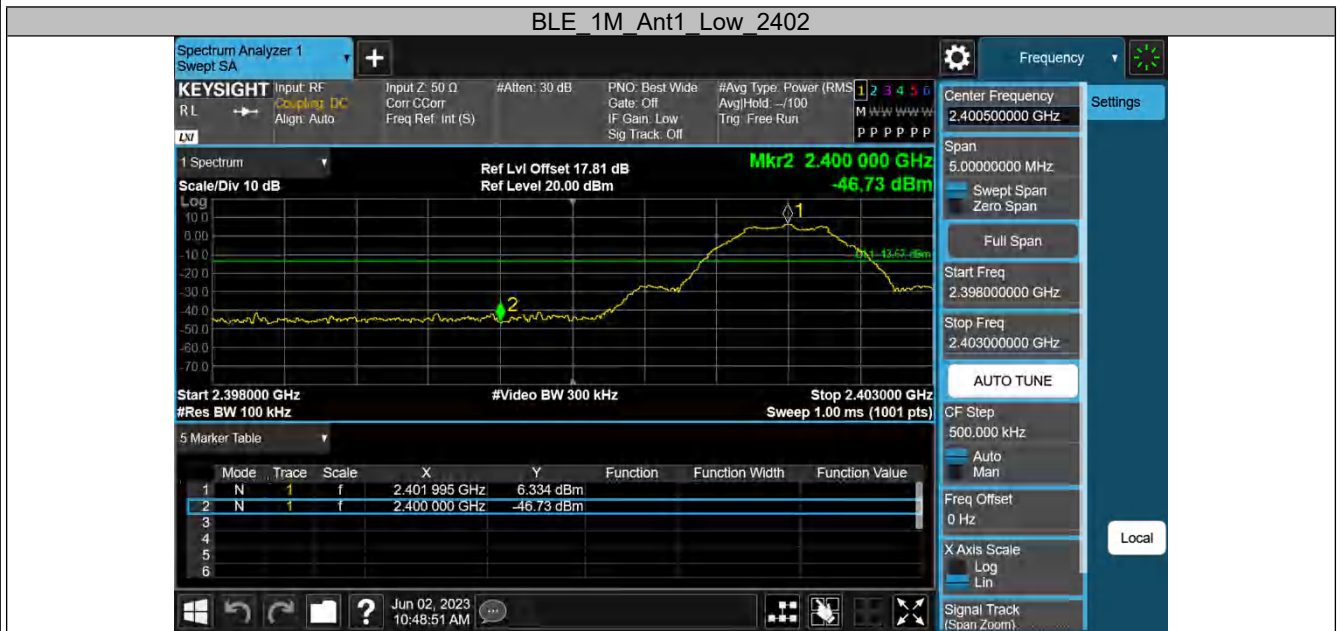 BLE_1M_Ant1_Low_2402
Spectrum Analyzer 1
Swept SA
+
Frequency
KEYSIGHT
RL
LXI
Input: RF
Coupling: DC
Align: Auto
Input Z: 50 Ω
Corr CCorr
Freq Ref: Int (S)
#Atten: 30 dB
PNO: Best Wide
Gate: Off
IF Gain: Low
Sig Track: Off
#Avg Type: Power (RMS
Avg|Hold: --/100
Trig: Free Run
1 2 3 4 5 6
M W W W W W
P P P P P P
Center Frequency
2.400500000 GHz
Settings
Span
5.00000000 MHz
Swept Span
Zero Span
Full Span
Start Freq
2.398000000 GHz
Stop Freq
2.403000000 GHz
AUTO TUNE
CF Step
500.000 kHz
Auto
Man
Freq Offset
0 Hz
X Axis Scale
Log
Lin
Signal Track
(Span Zoom)
Local
1 Spectrum
Scale/Div 10 dB
Ref Lvl Offset 17.81 dB
Ref Level 20.00 dBm
Mkr2 2.400 000 GHz
-46.73 dBm
Log
10.0
0.00
-10.0
-20.0
-30.0
-40.0
-50.0
-60.0
-70.0
1
2
DL1 -13.67 dBm
Start 2.398000 GHz
#Video BW 300 kHz
Stop 2.403000 GHz
#Res BW 100 kHz
Sweep 1.00 ms (1001 pts)
5 Marker Table
Mode Trace Scale X Y Function Function Width Function Value
1 N 1 f 2.401 995 GHz 6.334 dBm
2 N 1 f 2.400 000 GHz -46.73 dBm
3
4
5
6
?
Jun 02, 2023
10:48:51 AM